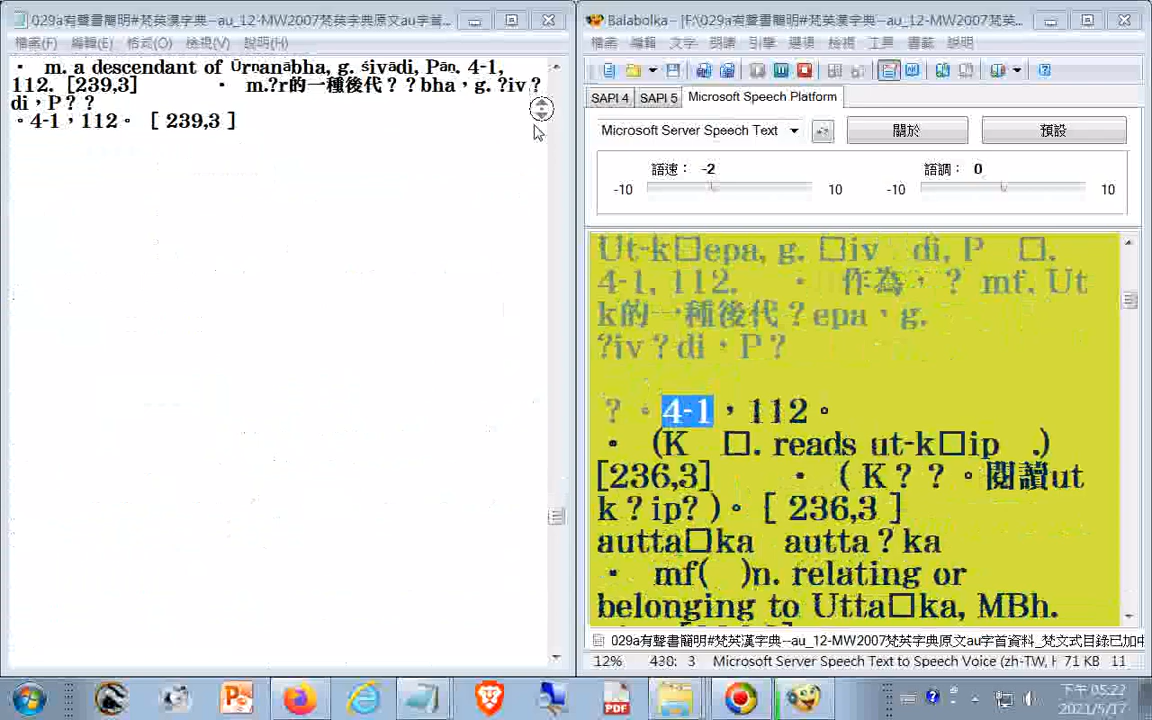 029a有聲書簡明#梵英漢字典--au_12-MW2007梵英字典原文au字首...
檔案(F) 編輯(E) 格式(O) 檢視(V) 說明(H)
• m. a descendant of Ūrṇanābha, g. śivādi, Pāṇ. 4-1,
112. [239,3] • m.?r的一種後代??bha,g. ?iv?
di,P??
。4-1,112。 [ 239,3 ]
Balabolka - [F:\029a有聲書簡明#梵英漢字典--au_12-MW2007梵英...
檔案 編輯 文字 朗讀 引擎 選項 檢視 工具 書籤 說明
SAPI 4 SAPI 5 Microsoft Speech Platform
Microsoft Server Speech Text 關於 預設
語速: -2 語調: 0
-10 10 -10 10
Ut-k□epa, g. □iv di, P □.
4-1, 112. • 作為,? mf. Ut
k的一種後代?epa,g.
?iv?di,P?
?。4-1,112。
• (K □. reads ut-k□ip .)
[236,3] • (K??。閱讀ut
k?ip?)。[ 236,3 ]
autta□ka autta?ka
• mf( )n. relating or
belonging to Utta□ka, MBh.
029a有聲書簡明#梵英漢字典--au_12-MW2007梵英字典原文au字首資料_梵文式目錄已加中
12% 430: 3 Microsoft Server Speech Text to Speech Voice (zh-TW, H 71 KB 11
下午 05:22
2021/5/17